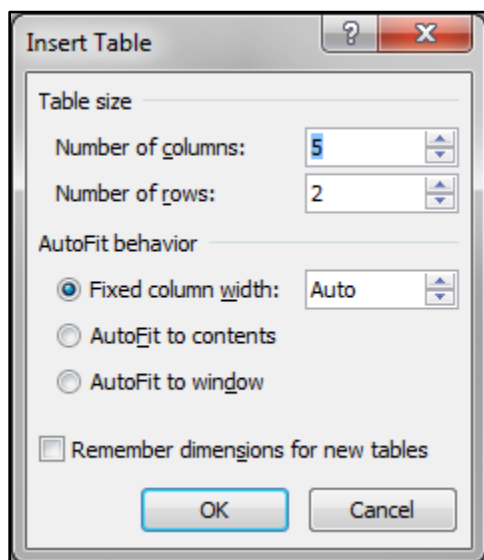 Insert Table
Table size
Number of columns: 5
Number of rows: 2
AutoFit behavior
Fixed column width: Auto
AutoFit to contents
AutoFit to window
Remember dimensions for new tables
OK Cancel